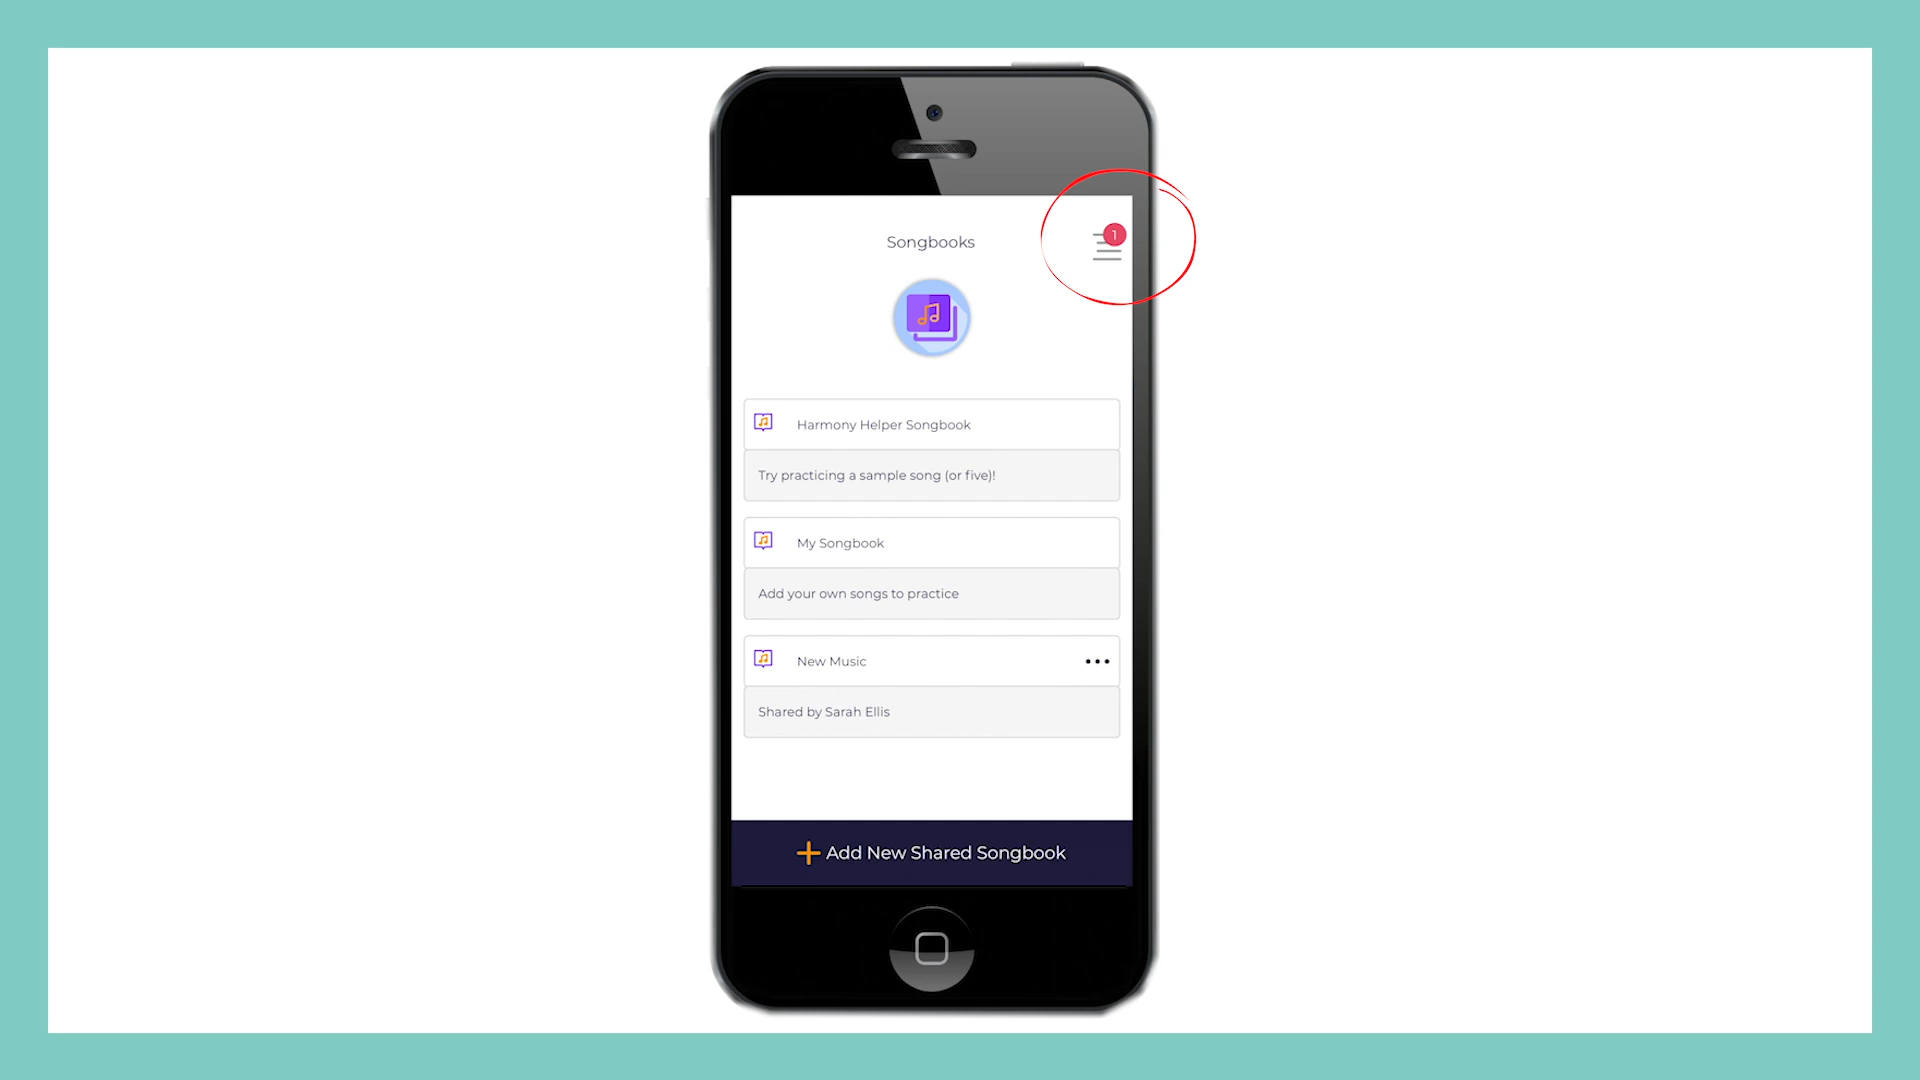 Songbooks
1
Harmony Helper Songbook
Try practicing a sample song (or five)!
My Songbook
Add your own songs to practice
New Music
Shared by Sarah Ellis
Add New Shared Songbook